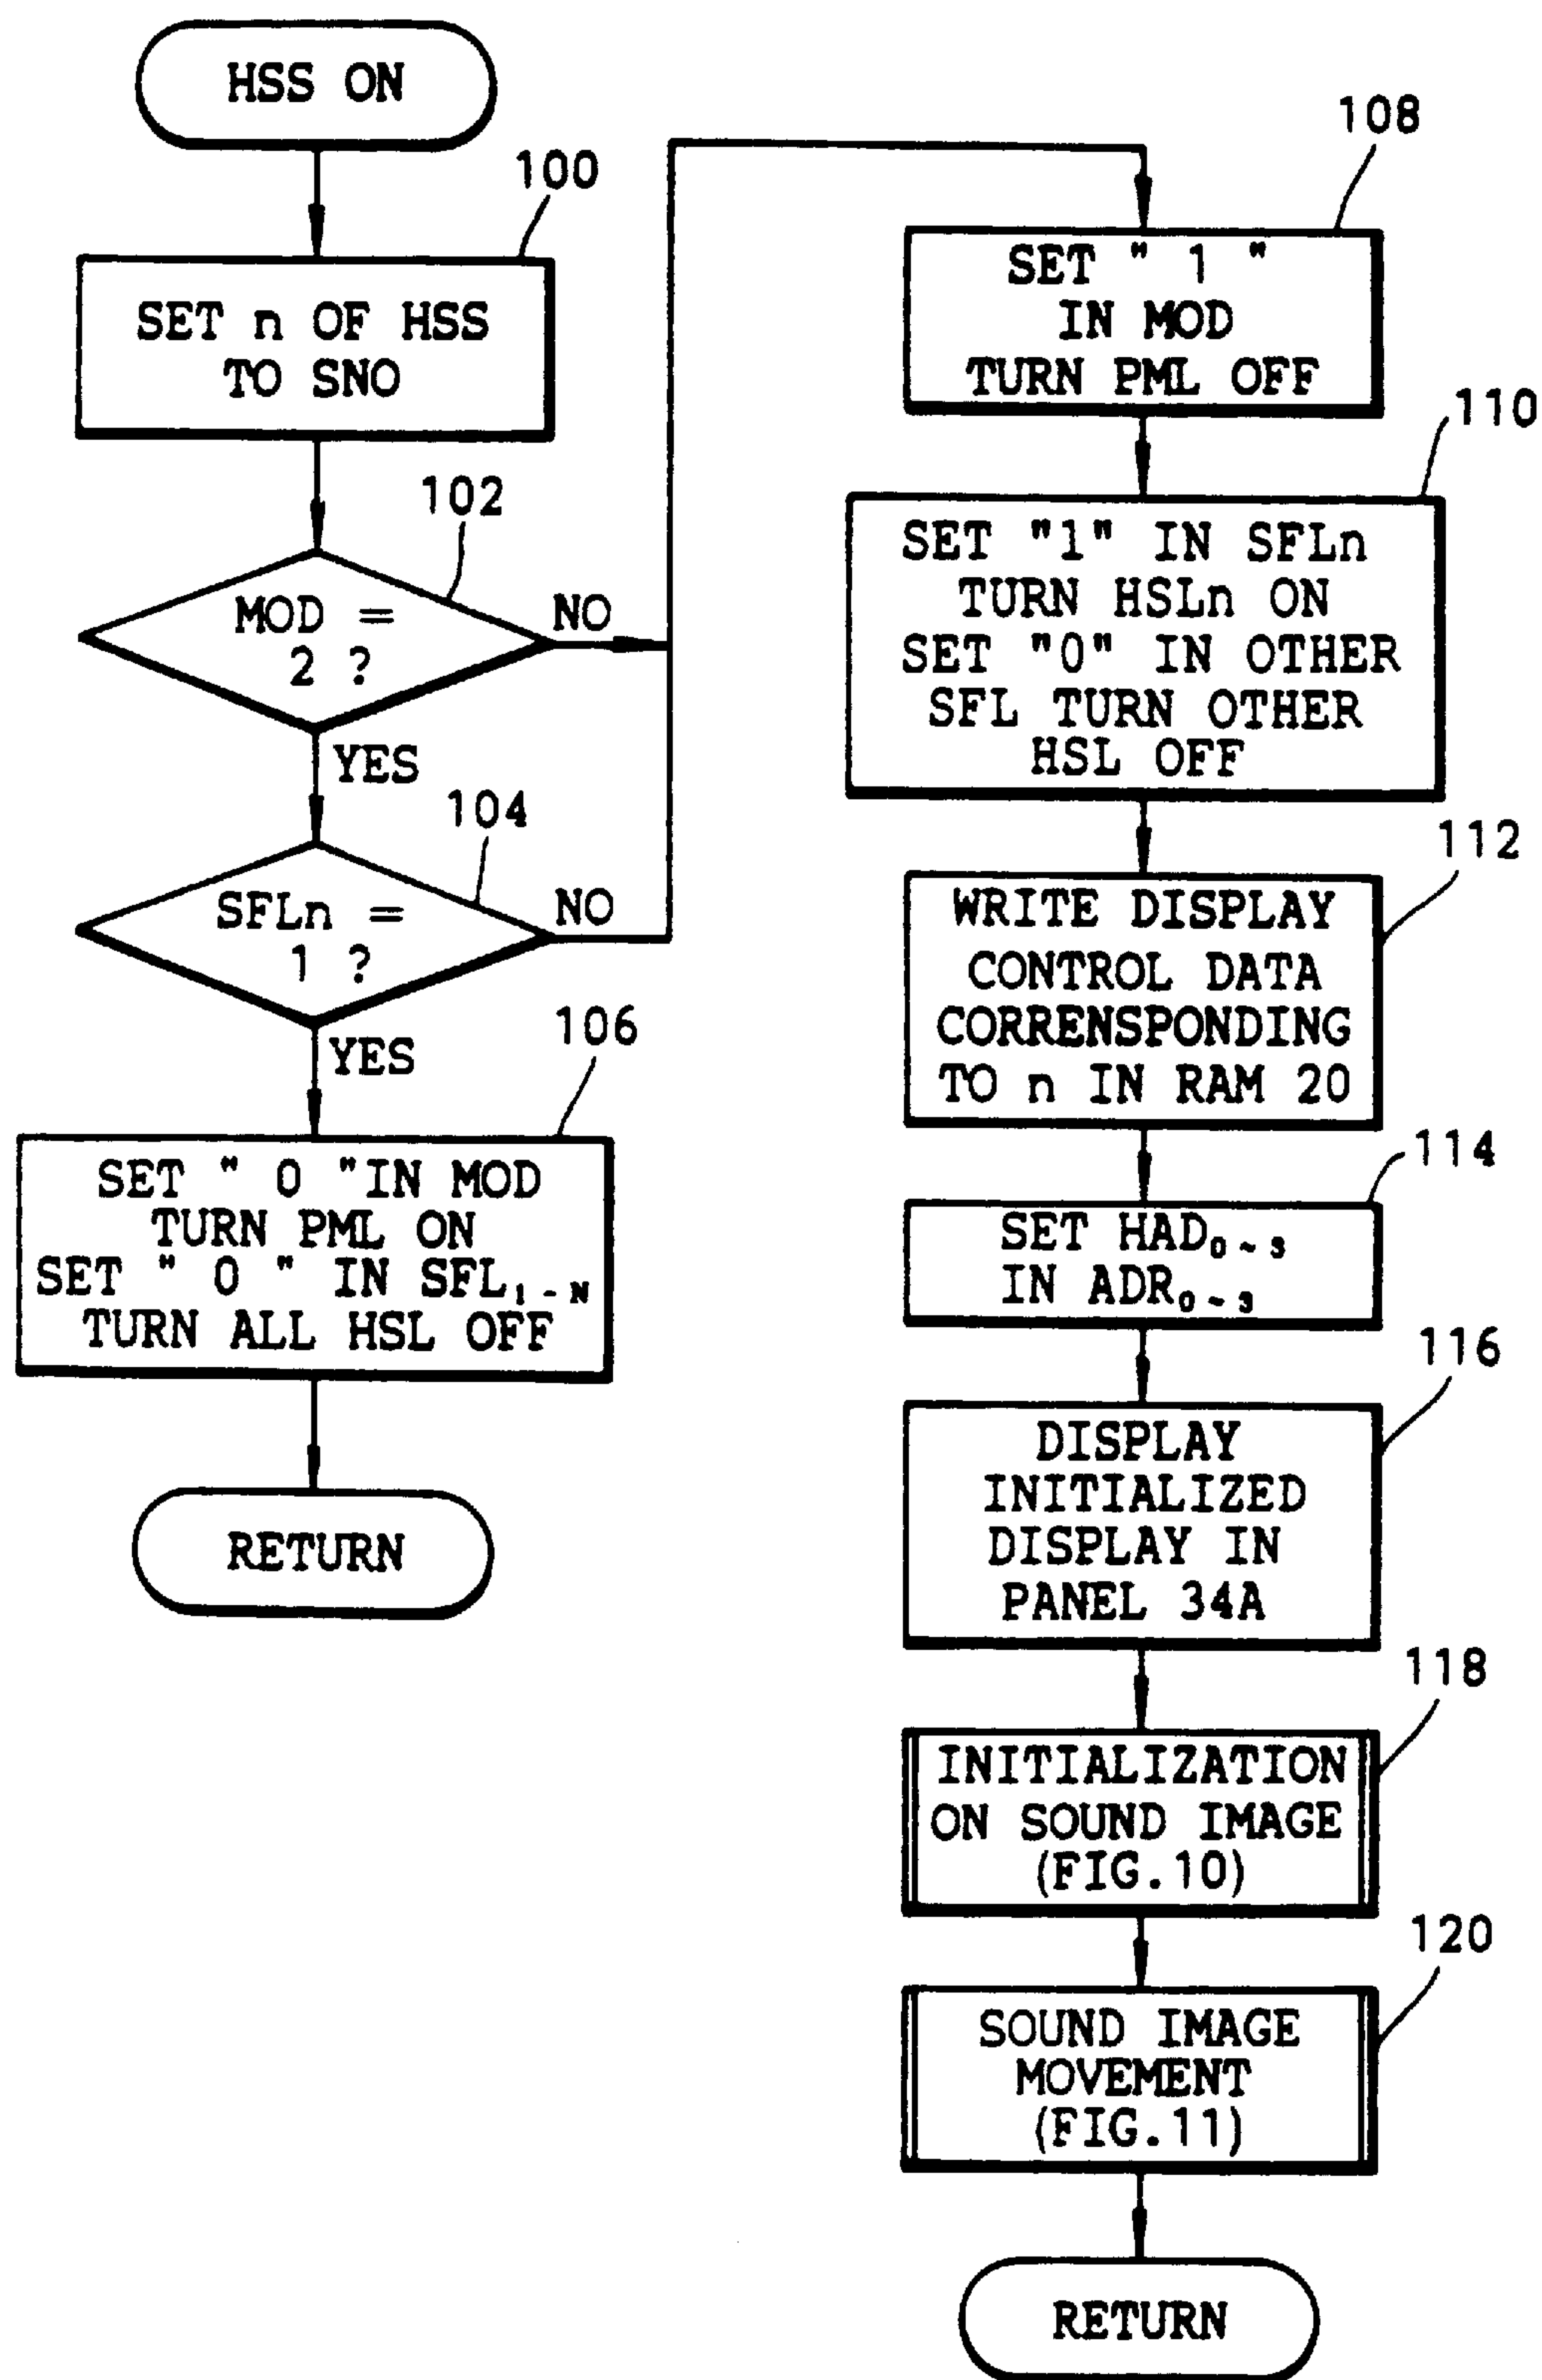 HSS ON
100
SET n OF HSS
TO SNO
102
MOD =
2 ?
NO
YES
104
SFLn =
1 ?
NO
YES
106
SET " 0 "IN MOD
TURN PML ON
SET " 0 " IN SFL1-N
TURN ALL HSL OFF
RETURN
108
SET " 1 "
IN MOD
TURN PML OFF
110
SET "1" IN SFLn
TURN HSLn ON
SET "0" IN OTHER
SFL TURN OTHER
HSL OFF
112
WRITE DISPLAY
CONTROL DATA
CORRENSPONDING
TO n IN RAM 20
114
SET HAD0~3
IN ADR0~3
116
DISPLAY
INITIALIZED
DISPLAY IN
PANEL 34A
118
INITIALIZATION
ON SOUND IMAGE
(FIG.10)
120
SOUND IMAGE
MOVEMENT
(FIG.11)
RETURN